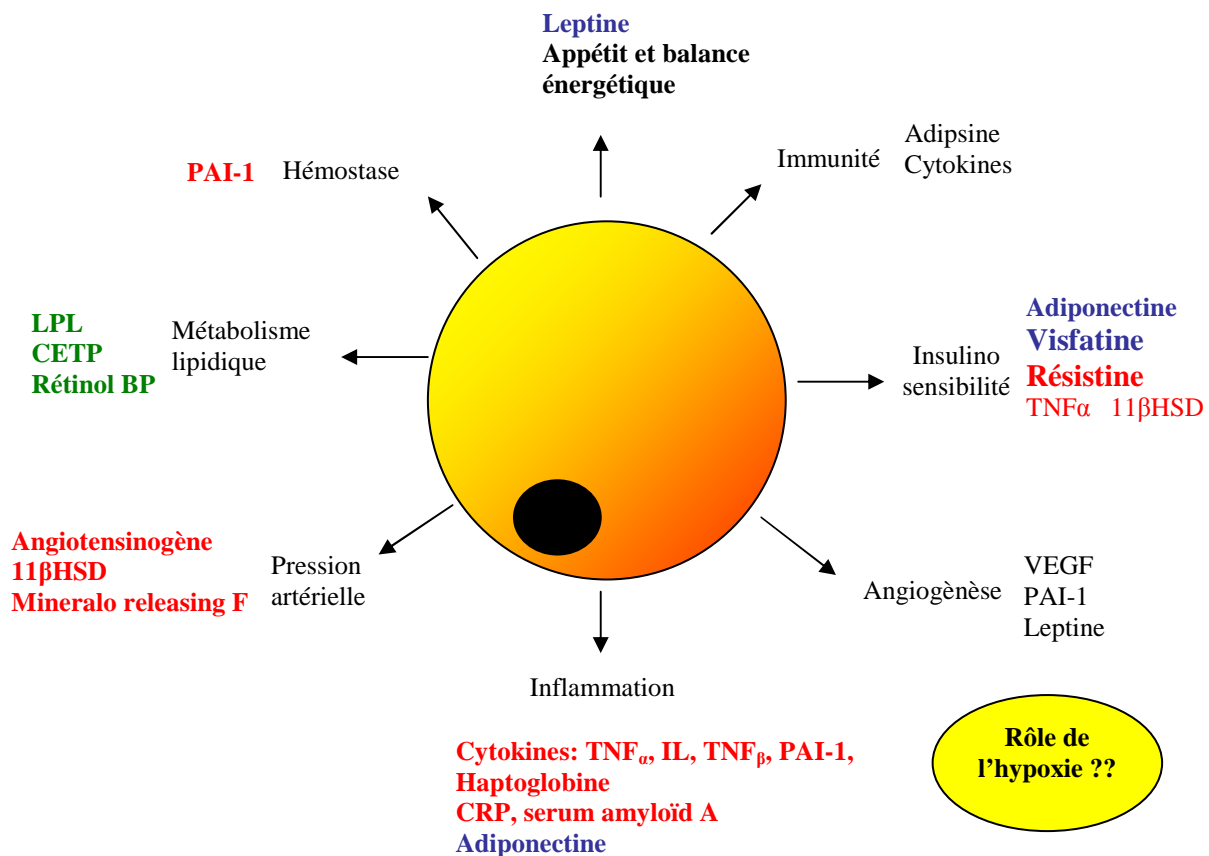 Leptine
Appétit et balance
énergétique
PAI-1 Hémostase
Immunité
Adipsine
Cytokines
LPL
CETP
Rétinol BP
Métabolisme
lipidique
Insulino
sensibilité
Adiponectine
Visfatine
Résistine
TNFα 11βHSD
Angiotensinogène
11βHSD
Mineralo releasing F
Pression
artérielle
Angiogènèse
VEGF
PAI-1
Leptine
Inflammation
Cytokines: TNFα, IL, TNFβ, PAI-1,
Haptoglobine
CRP, serum amyloïd A
Adiponectine
Rôle de
l’hypoxie ??